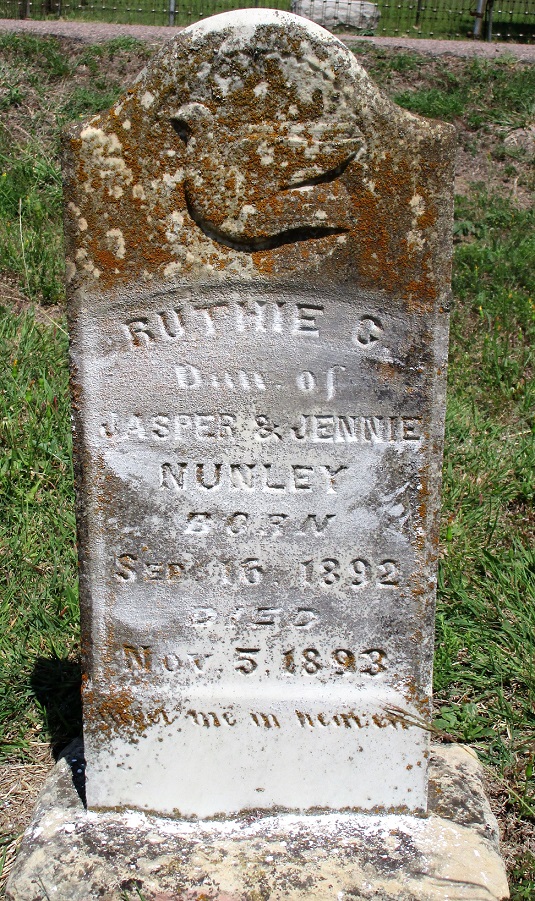 RUTHIE C.
Dau. of
JASPER & JENNIE
NUNLEY
BORN
Sep. 16, 1892
DIED
Nov. 5, 1893
Meet me in heaven